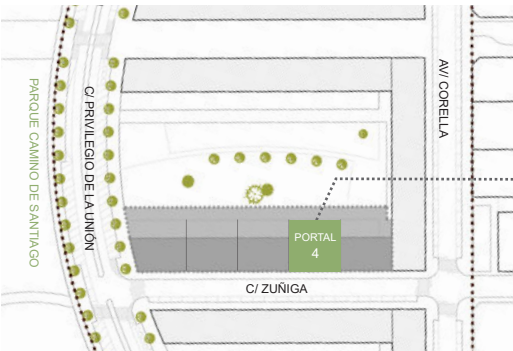 PARQUE CAMINO DE SANTIAGO
C/ PRIVILEGIO DE LA UNIÓN
AV/ CORELLA
PORTAL
4
C/ ZUÑIGA